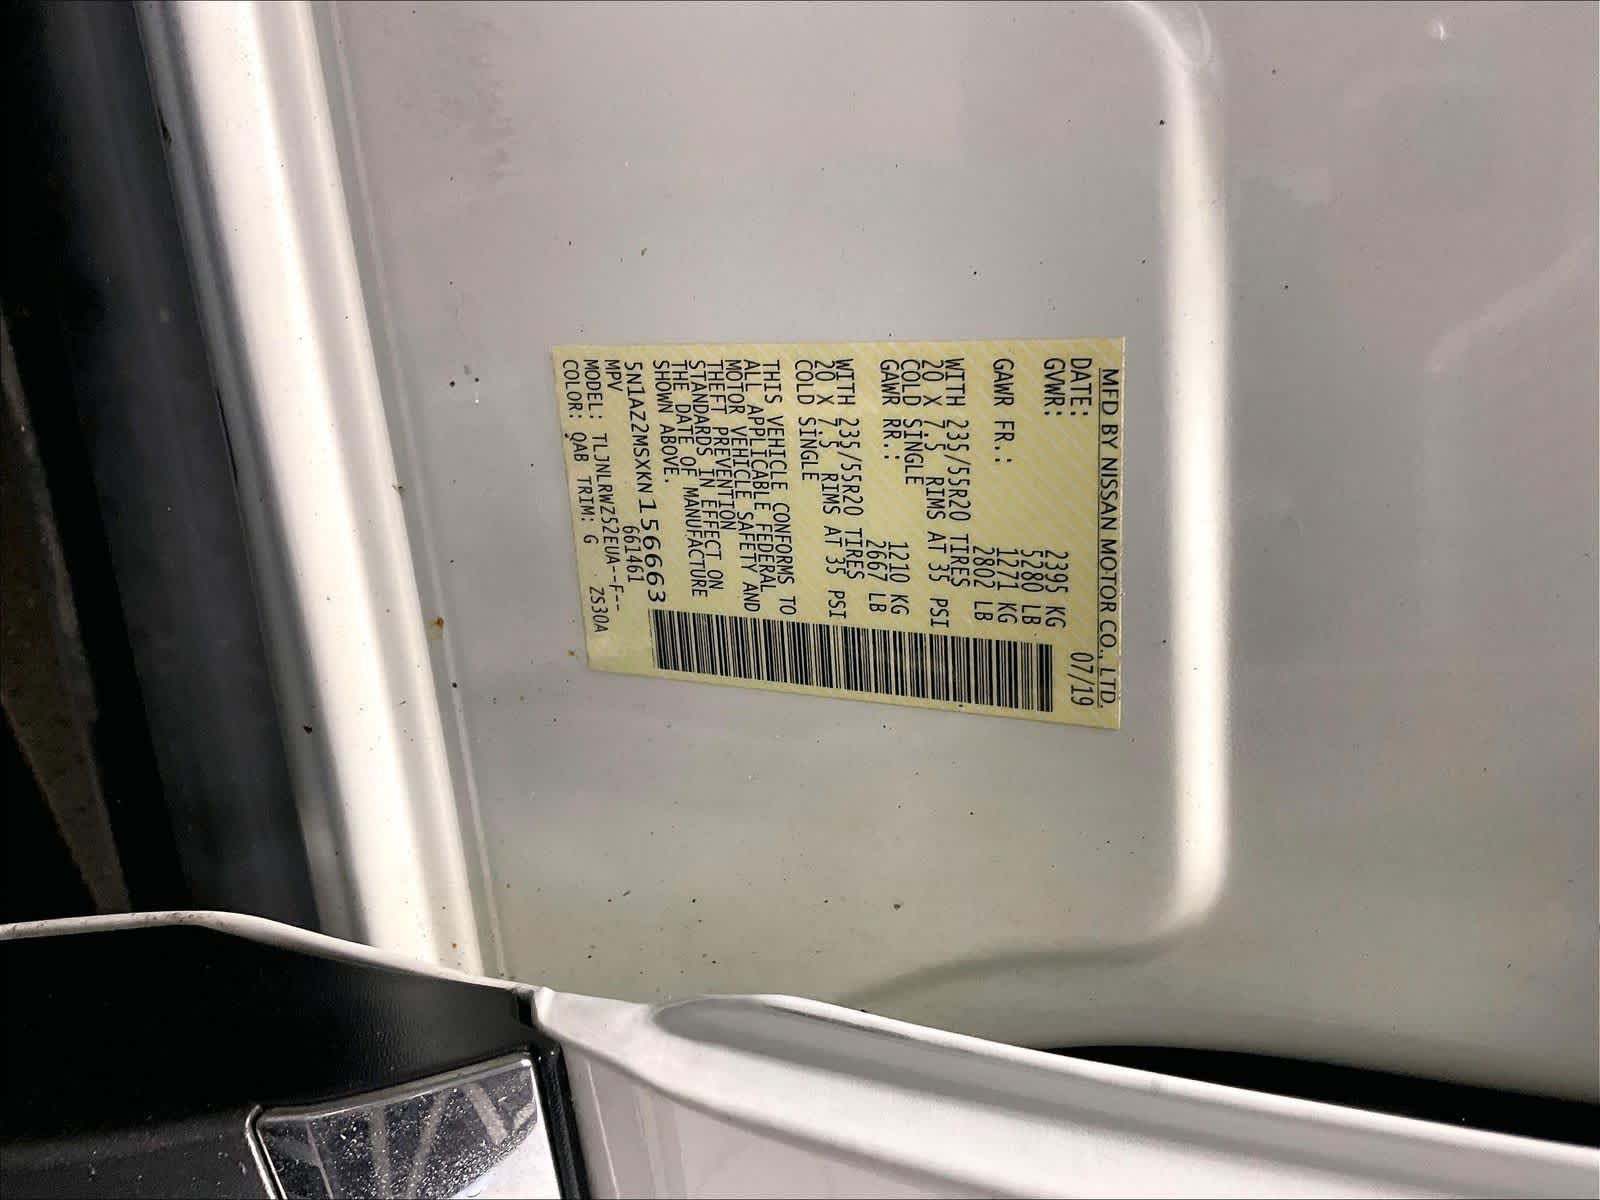 MFD BY NISSAN MOTOR CO., LTD.
DATE: 07/19
GVWR: 2395 KG
5280 LB
GAWR FR.: 1271 KG
2802 LB
WITH 235/55R20 TIRES
20 X 7.5 RIMS AT 35 PSI
COLD SINGLE
GAWR RR.: 1210 KG
2667 LB
WITH 235/55R20 TIRES
20 X 7.5 RIMS AT 35 PSI
COLD SINGLE
THIS VEHICLE CONFORMS TO
ALL APPLICABLE FEDERAL
MOTOR VEHICLE SAFETY AND
THEFT PREVENTION
STANDARDS IN EFFECT ON
THE DATE OF MANUFACTURE
SHOWN ABOVE.
5N1AZ2MSXKN156663
MPV 661461
MODEL: TLJNLRWZ52EUA--F--
COLOR: QAB TRIM: G ZS30A